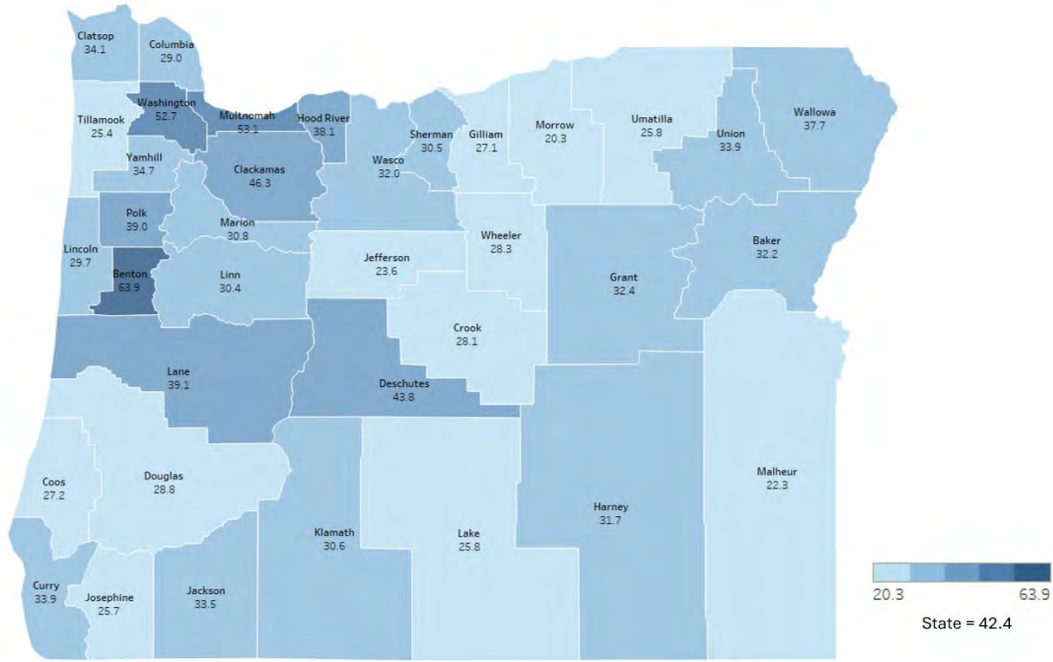 Clatsop
34.1
Columbia
29.0
Washington
52.7
Multnomah
53.1
Hood River
38.1
Tillamook
25.4
Yamhill
34.7
Clackamas
46.3
Wasco
32.0
Sherman
30.5
Gilliam
27.1
Morrow
20.3
Umatilla
25.8
Union
33.9
Wallowa
37.7
Polk
39.0
Marion
30.8
Lincoln
29.7
Benton
63.9
Linn
30.4
Jefferson
23.6
Wheeler
28.3
Grant
32.4
Baker
32.2
Crook
28.1
Lane
39.1
Deschutes
43.8
Coos
27.2
Douglas
28.8
Klamath
30.6
Lake
25.8
Harney
31.7
Malheur
22.3
Curry
33.9
Josephine
25.7
Jackson
33.5
20.3 63.9
State = 42.4